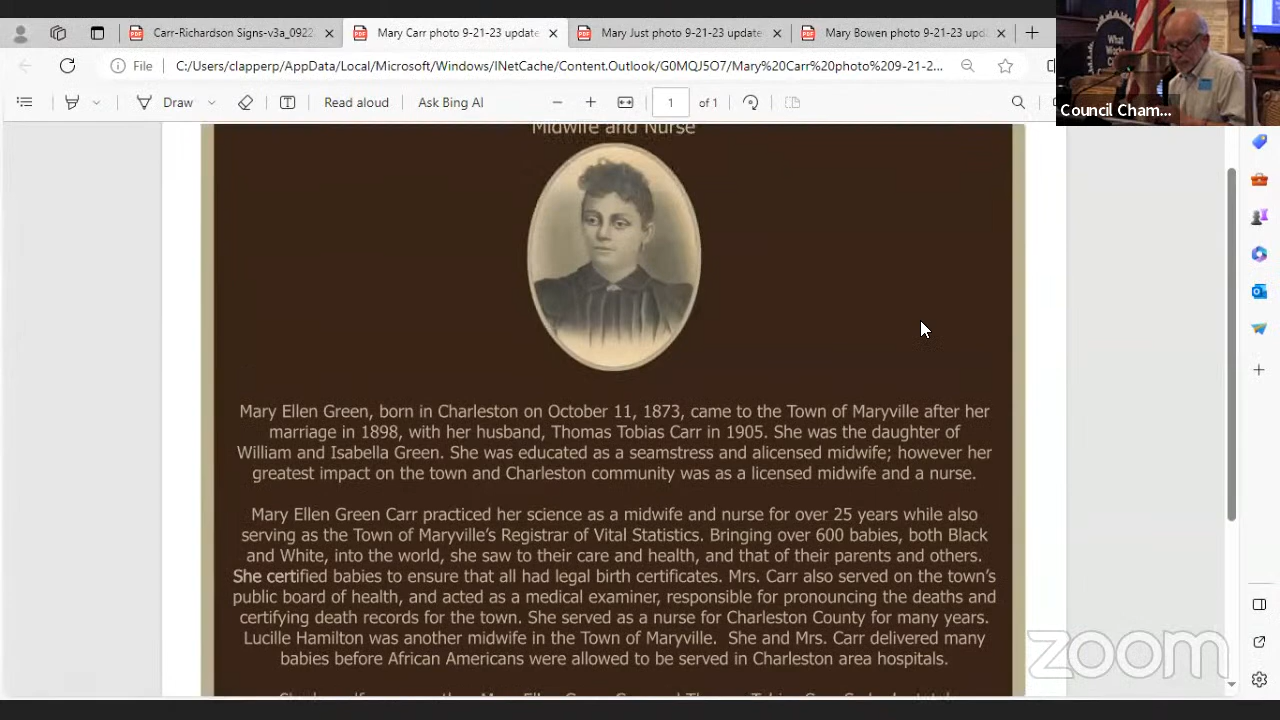 Carr-Richardson Signs-v3a_0922
Mary Carr photo 9-21-23 update
Mary Just photo 9-21-23 update
Mary Bowen photo 9-21-23 upd
File
C:/Users/clapperp/AppData/Local/Microsoft/Windows/INetCache/Content.Outlook/G0MQJ5O7/Mary%20Carr%20photo%209-21-2...
Draw
Read aloud
Ask Bing AI
1 of 1
Council Cham...
Midwife and Nurse
Mary Ellen Green, born in Charleston on October 11, 1873, came to the Town of Maryville after her
marriage in 1898, with her husband, Thomas Tobias Carr in 1905. She was the daughter of
William and Isabella Green. She was educated as a seamstress and alicensed midwife; however her
greatest impact on the town and Charleston community was as a licensed midwife and a nurse.
Mary Ellen Green Carr practiced her science as a midwife and nurse for over 25 years while also
serving as the Town of Maryville's Registrar of Vital Statistics. Bringing over 600 babies, both Black
and White, into the world, she saw to their care and health, and that of their parents and others.
She certified babies to ensure that all had legal birth certificates. Mrs. Carr also served on the town's
public board of health, and acted as a medical examiner, responsible for pronouncing the deaths and
certifying death records for the town. She served as a nurse for Charleston County for many years.
Lucille Hamilton was another midwife in the Town of Maryville. She and Mrs. Carr delivered many
babies before African Americans were allowed to be served in Charleston area hospitals.
zoom